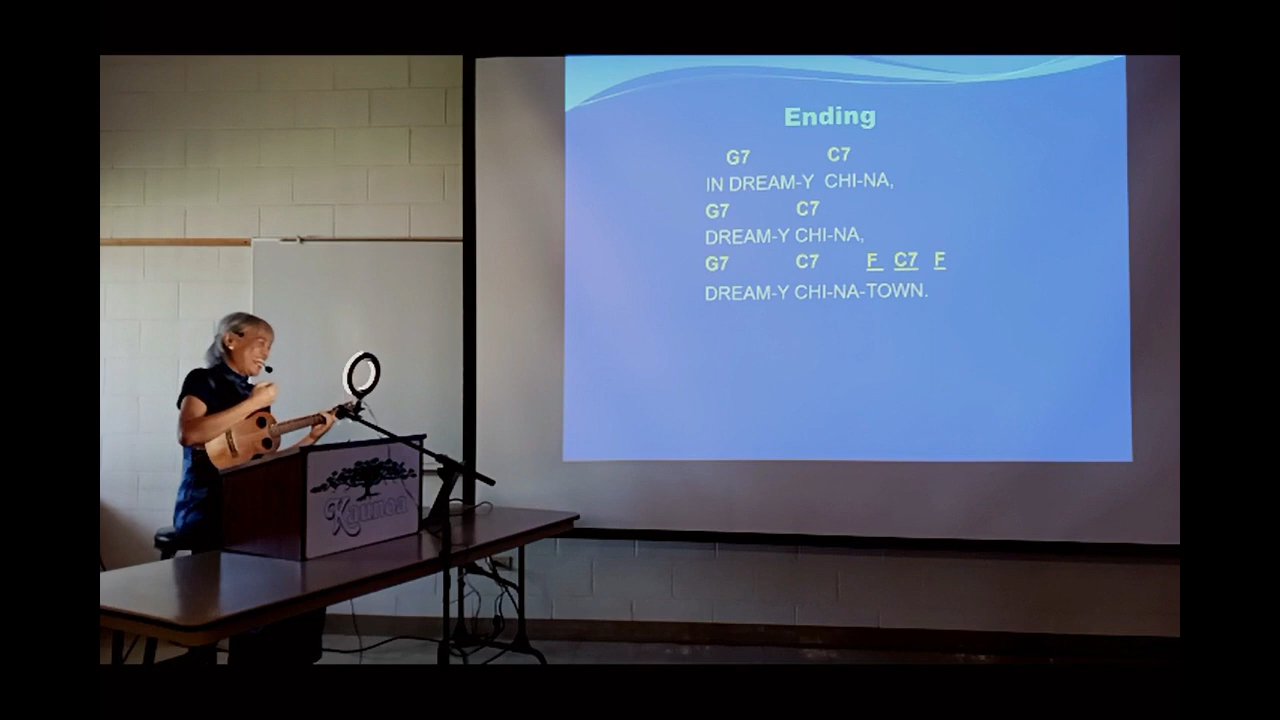 Ending
G7 C7
IN DREAM-Y CHI-NA,
G7 C7
DREAM-Y CHI-NA,
G7 C7 F C7 F
DREAM-Y CHI-NA-TOWN.
Kaunoa